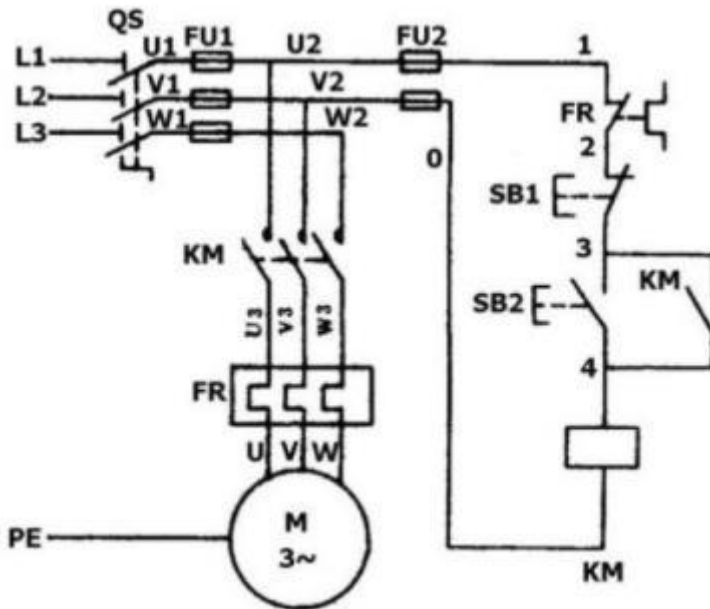 QS
L1 U1 FU1 U2 FU2 1
L2 V1 V2
L3 W1 W2
FR
0 2
SB1
3
KM KM
SB2
U3 V3 W3
4
FR
U V W
M
3~
PE
KM